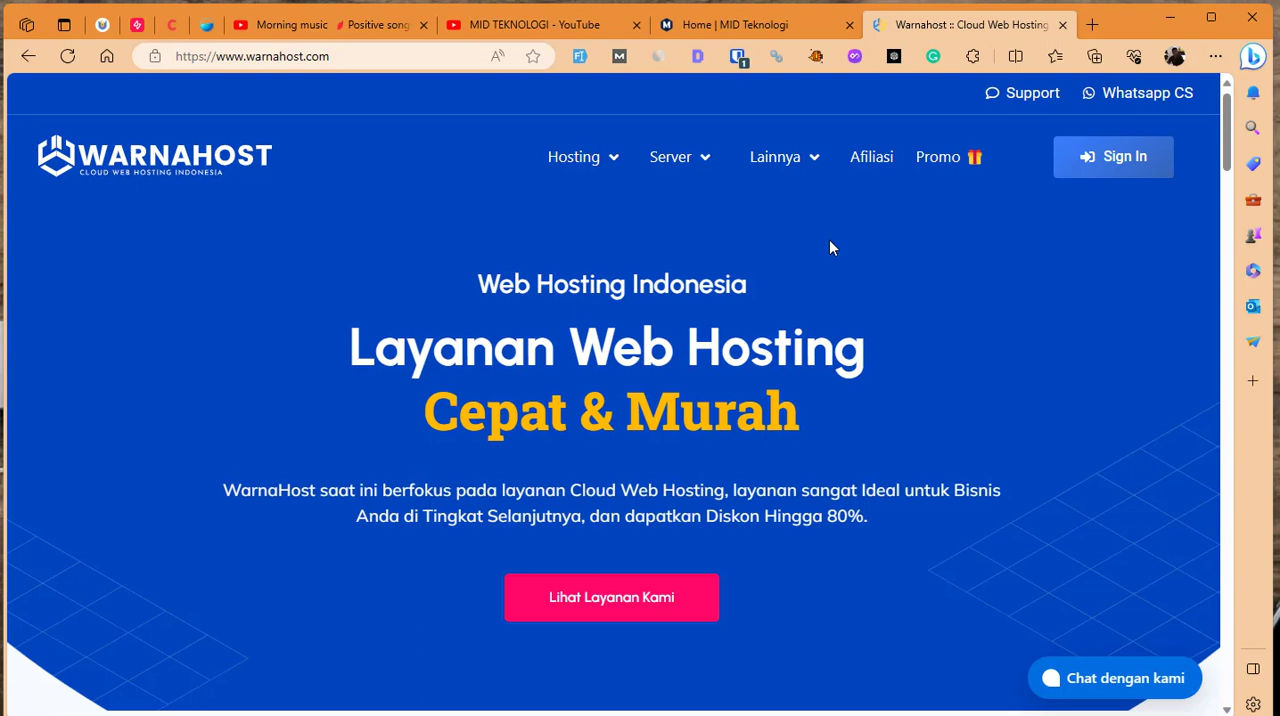 Morning music 🌶 Positive song
MID TEKNOLOGI - YouTube
Home | MID Teknologi
Warnahost :: Cloud Web Hosting
https://www.warnahost.com
1
Support
Whatsapp CS
WARNAHOST
CLOUD WEB HOSTING INDONESIA
Hosting
Server
Lainnya
Afiliasi
Promo 🎁
Sign In
Web Hosting Indonesia
Layanan Web Hosting
Cepat & Murah
WarnaHost saat ini berfokus pada layanan Cloud Web Hosting, layanan sangat Ideal untuk Bisnis
Anda di Tingkat Selanjutnya, dan dapatkan Diskon Hingga 80%.
Lihat Layanan Kami
Chat dengan kami